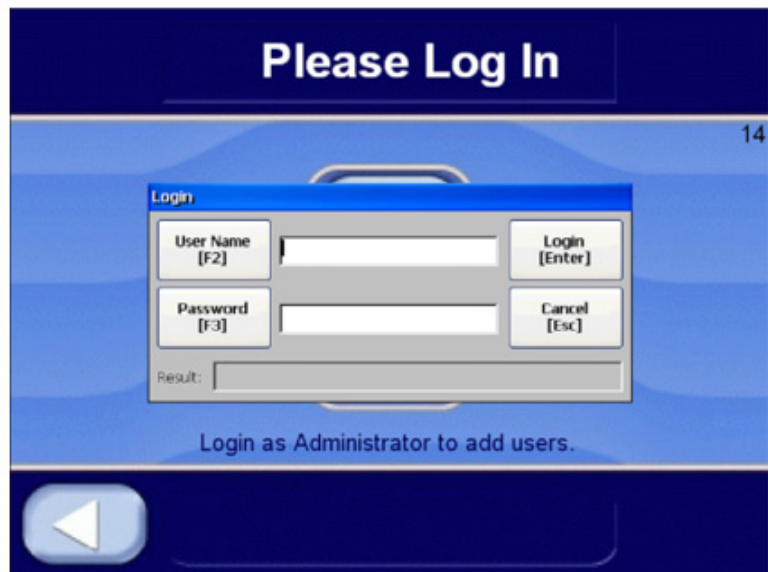 Please Log In
14
Login
User Name
[F2]
Login
[Enter]
Password
[F3]
Cancel
[Esc]
Result:
Login as Administrator to add users.